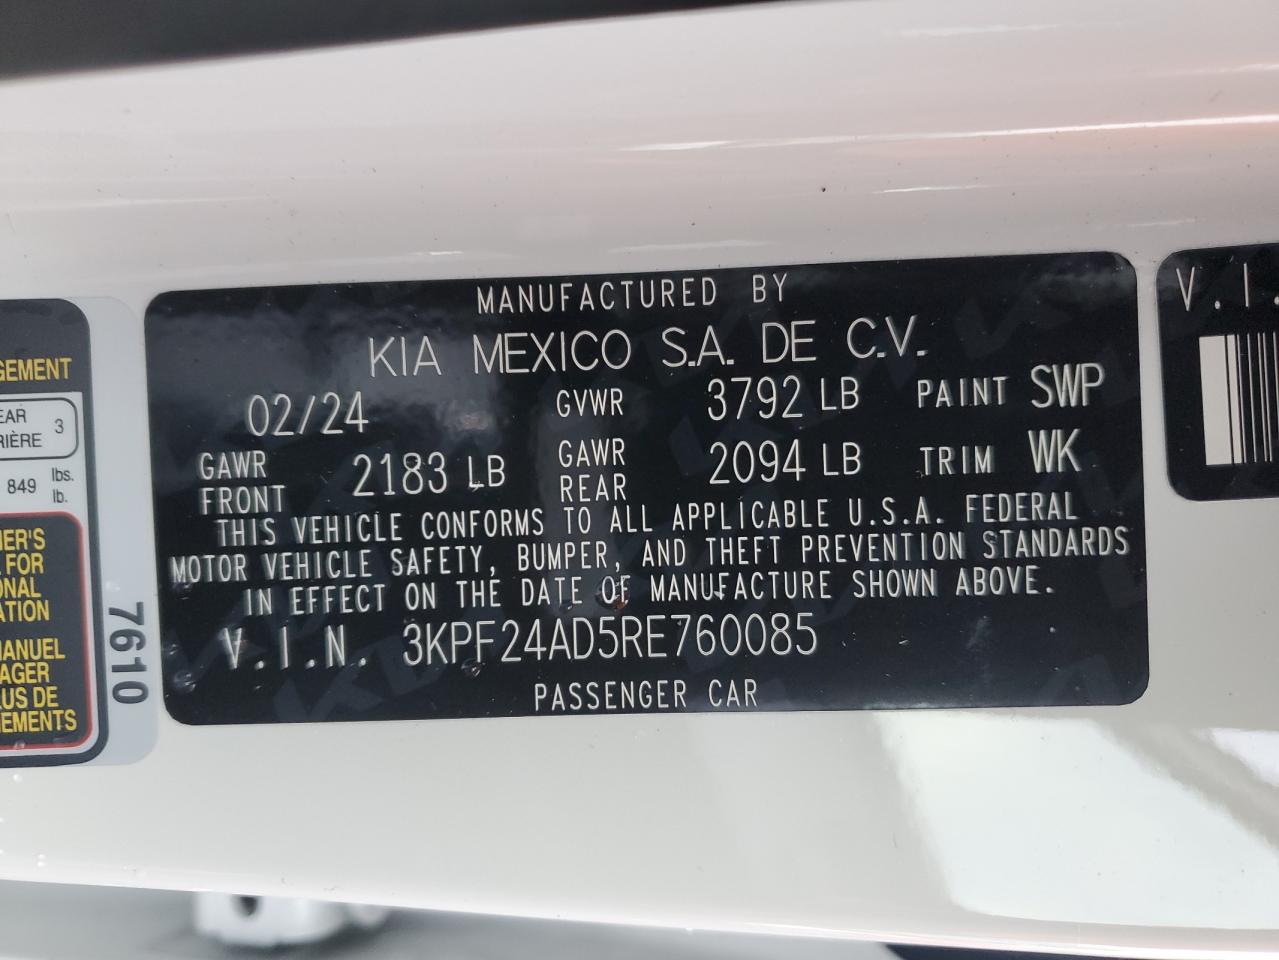 MANUFACTURED BY
KIA MEXICO S.A. DE C.V.
02/24 GVWR 3792 LB PAINT SWP
GAWR FRONT 2183 LB GAWR REAR 2094 LB TRIM WK
THIS VEHICLE CONFORMS TO ALL APPLICABLE U.S.A. FEDERAL
MOTOR VEHICLE SAFETY, BUMPER, AND THEFT PREVENTION STANDARDS
IN EFFECT ON THE DATE OF MANUFACTURE SHOWN ABOVE.
V.I.N. 3KPF24AD5RE760085
PASSENGER CAR
GEMENT
EAR
RIÈRE 3
849 lbs.
lb.
ER'S
FOR
ONAL
ATION
MANUEL
AGER
LUS DE
EMENTS
7610
V.I.